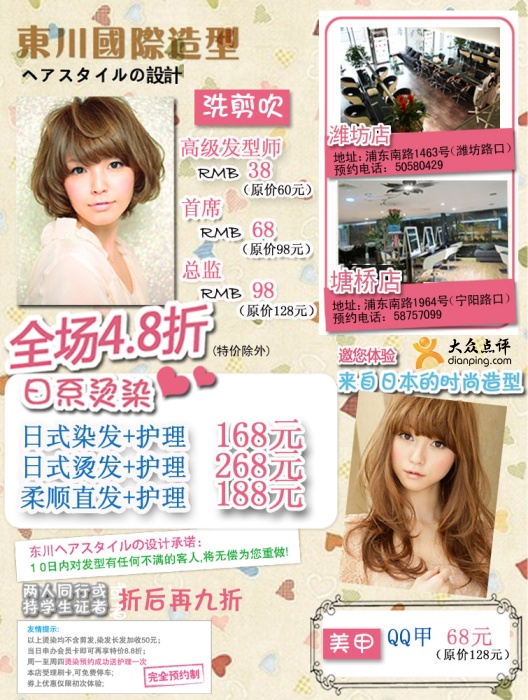 東川國際造型
ヘアスタイルの設計
洗剪吹
高级发型师
RMB 38
(原价60元)
首席
RMB 68
(原价98元)
总监
RMB 98
(原价128元)
潍坊店
地址:浦东南路1463号(潍坊路口)
预约电话:50580429
塘桥店
地址:浦东南路1964号(宁阳路口)
预约电话:58757099
全场4.8折
(特价除外)
邀您体验
大众点评
dianping.com
来自日本的时尚造型
日系烫染
日式染发+护理 168元
日式烫发+护理 268元
柔顺直发+护理 188元
东川ヘアスタイルの设计承诺:
10日内对发型有任何不满的客人,将无偿为您重做!
两人同行或
持学生证者
折后再九折
友情提示:
以上烫染均不含剪发,染发长发加收50元;
当日申办会员卡即可再享特价8.8折;
周一至周四烫染预约成功送护理一次
本店受理刷卡,可免费停车;
券上优惠仅限初次体验;
完全预约制
美甲
QQ甲 68元
(原价128元)